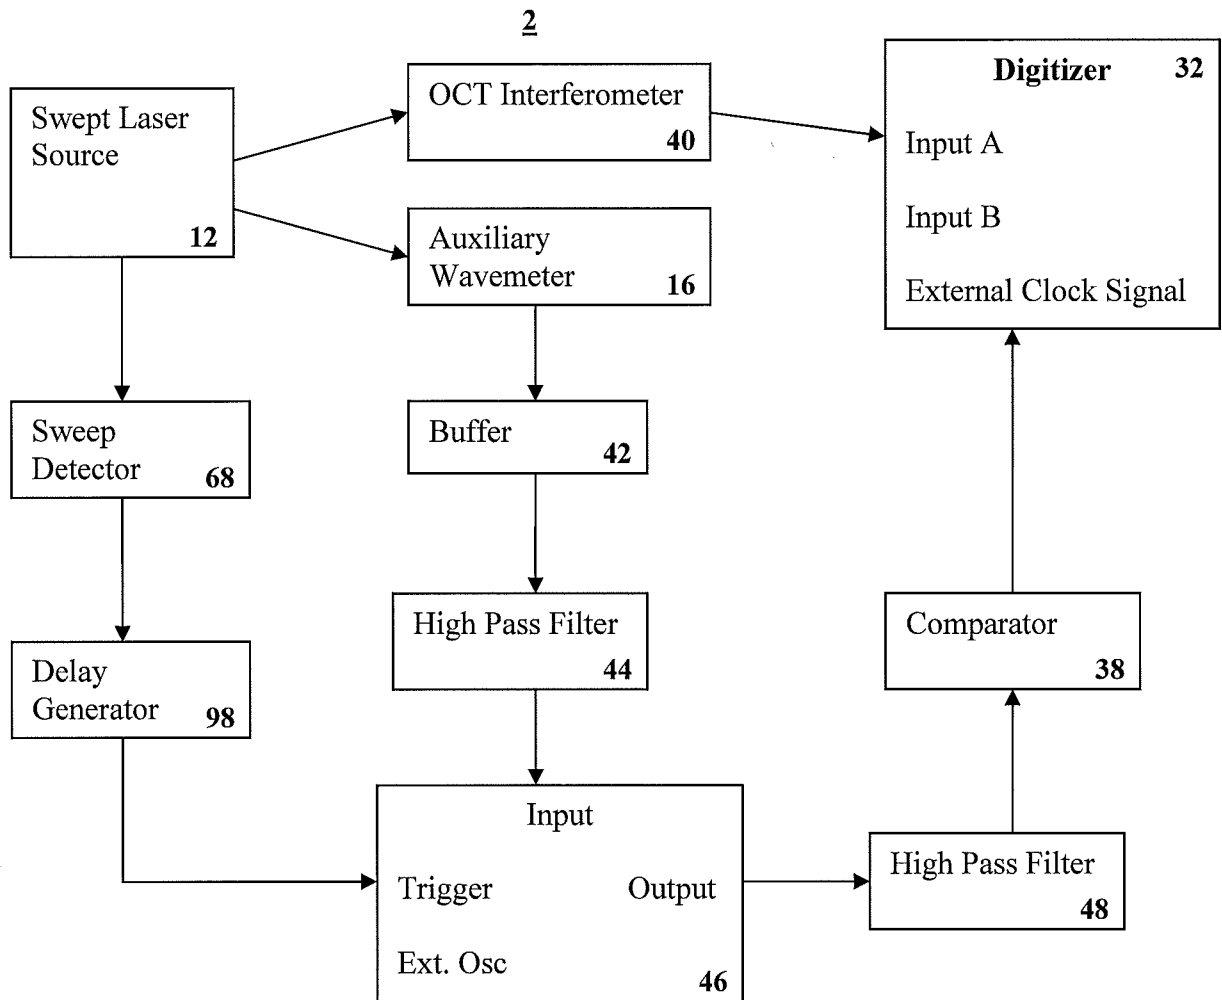 2
Swept Laser
Source
12
OCT Interferometer
40
Digitizer 32
Input A
Input B
External Clock Signal
Auxiliary
Wavemeter
16
Sweep
Detector
68
Buffer
42
Delay
Generator
98
High Pass Filter
44
Comparator
38
Input
Trigger Output
Ext. Osc
46
High Pass Filter
48